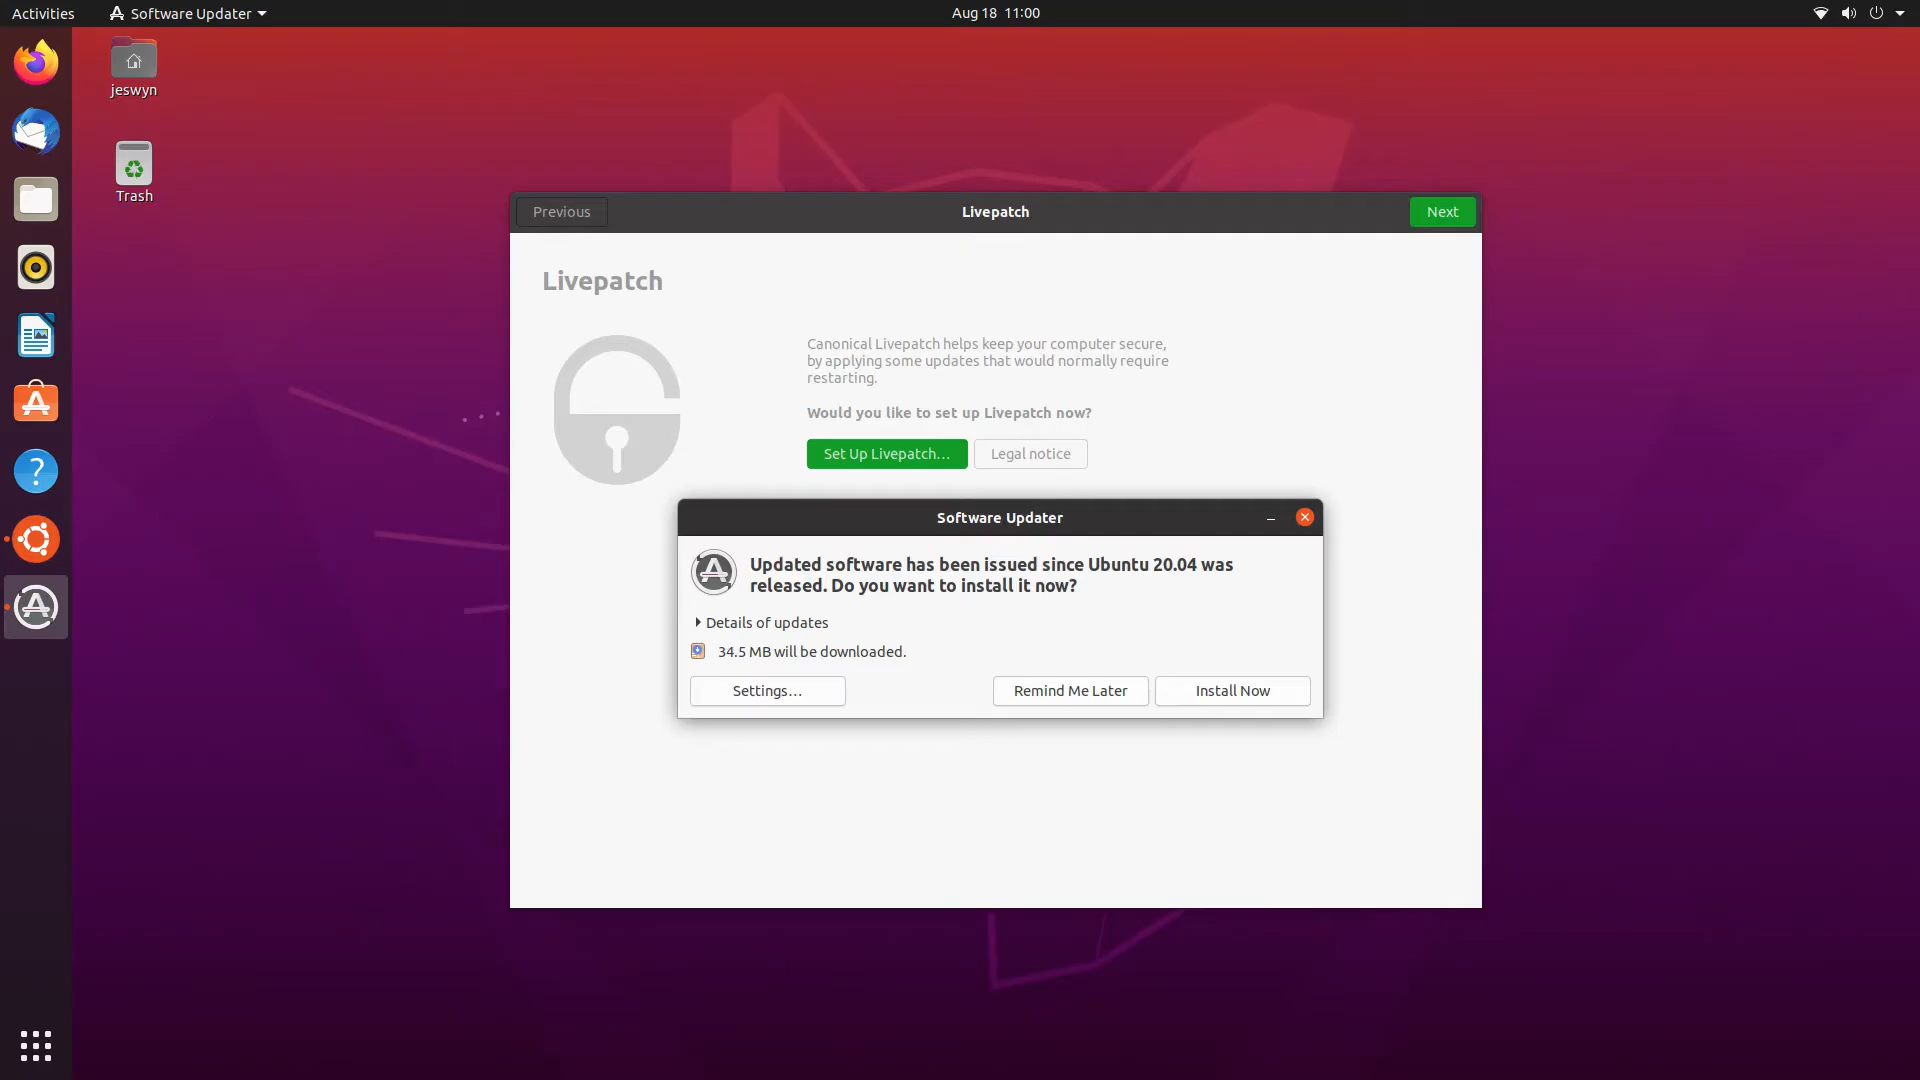 Activities
Software Updater
Aug 18 11:00
jeswyn
Trash
Previous
Livepatch
Next
Livepatch
Canonical Livepatch helps keep your computer secure,
by applying some updates that would normally require
restarting.
Would you like to set up Livepatch now?
Set Up Livepatch…
Legal notice
Software Updater
Updated software has been issued since Ubuntu 20.04 was
released. Do you want to install it now?
Details of updates
34.5 MB will be downloaded.
Settings…
Remind Me Later
Install Now